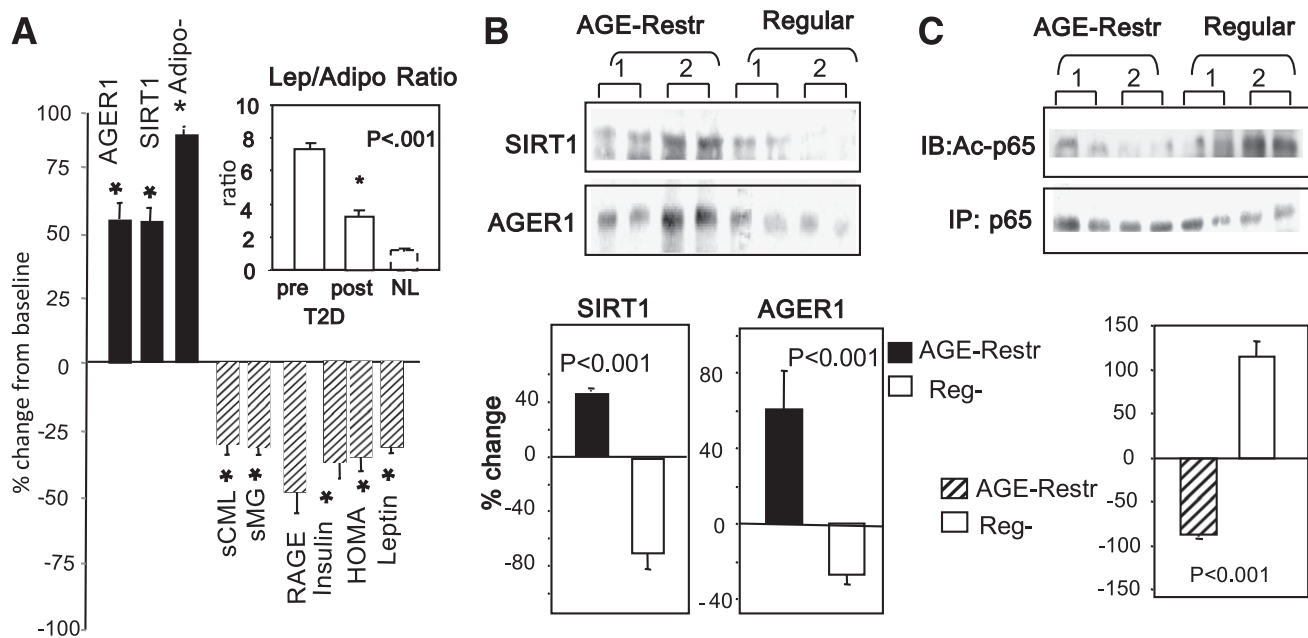 A
% change from baseline
100
75
50
25
0
-25
-50
-75
-100
AGER1
SIRT1
Adipo-
*
*
*
sCML
sMG
RAGE
Insulin
HOMA
Leptin
*
*
*
*
*
Lep/Adipo Ratio
ratio
10
8
6
4
2
0
P<.001
*
pre post NL
T2D
B
AGE-Restr Regular
1 2 1 2
SIRT1
AGER1
SIRT1
% change
40
0
-40
-80
P<0.001
AGER1
80
40
0
-40
P<0.001
AGE-Restr
Reg-
C
AGE-Restr Regular
1 2 1 2
IB:Ac-p65
IP: p65
AGE-Restr
Reg-
150
100
50
0
-50
-100
-150
P<0.001